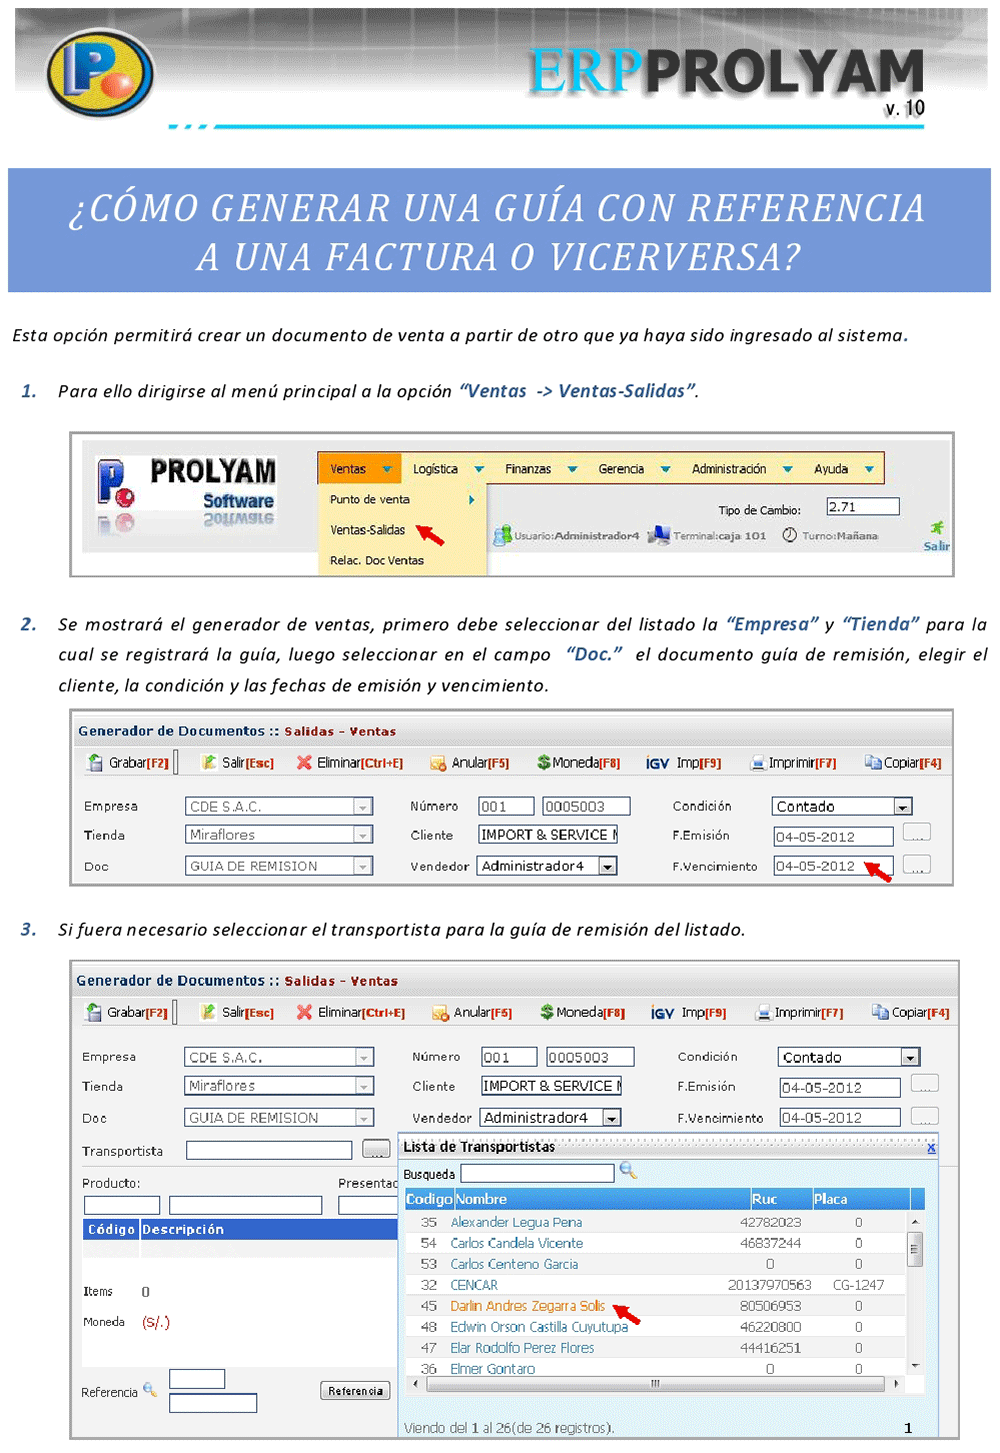 ERPPROLYAM
v. 10
¿CÓMO GENERAR UNA GUÍA CON REFERENCIA
A UNA FACTURA O VICERVERSA?
Esta opción permitirá crear un documento de venta a partir de otro que ya haya sido ingresado al sistema.
1. Para ello dirigirse al menú principal a la opción “Ventas -> Ventas-Salidas”.
PROLYAM
Software
Ventas Logística Finanzas Gerencia Administración Ayuda
Punto de venta
Tipo de Cambio: 2.71
Ventas-Salidas
Usuario:Administrador4 Terminal:caja 101 Turno:Mañana
Salir
Relac. Doc Ventas
2. Se mostrará el generador de ventas, primero debe seleccionar del listado la “Empresa” y “Tienda” para la
cual se registrará la guía, luego seleccionar en el campo “Doc.” el documento guía de remisión, elegir el
cliente, la condición y las fechas de emisión y vencimiento.
Generador de Documentos :: Salidas - Ventas
Grabar[F2] Salir[Esc] Eliminar[Ctrl+E] Anular[F5] Moneda[F8] IGV Imp[F9] Imprimir[F7] Copiar[F4]
Empresa CDE S.A.C. Número 001 0005003 Condición Contado
Tienda Miraflores Cliente IMPORT & SERVICE F.Emisión 04-05-2012 ...
Doc GUIA DE REMISION Vendedor Administrador4 F.Vencimiento 04-05-2012 ...
3. Si fuera necesario seleccionar el transportista para la guía de remisión del listado.
Generador de Documentos :: Salidas - Ventas
Grabar[F2] Salir[Esc] Eliminar[Ctrl+E] Anular[F5] Moneda[F8] IGV Imp[F9] Imprimir[F7] Copiar[F4]
Empresa CDE S.A.C. Número 001 0005003 Condición Contado
Tienda Miraflores Cliente IMPORT & SERVICE F.Emisión 04-05-2012 ...
Doc GUIA DE REMISION Vendedor Administrador4 F.Vencimiento 04-05-2012 ...
Transportista ...
Lista de Transportistas x
Busqueda
Producto: Presentac
Codigo Nombre Ruc Placa
35 Alexander Legua Pena 42782023 0
Código Descripción
54 Carlos Candela Vicente 46837244 0
53 Carlos Centeno Garcia 0 0
32 CENCAR 20137970563 CG-1247
Items 0
45 Darlin Andres Zegarra Solis 80506953 0
Moneda (S/.)
48 Edwin Orson Castilla Cuyutupa 46220800 0
47 Elar Rodolfo Perez Flores 44416251 0
36 Elmer Gontaro 0 0
Referencia Referencia
Viendo del 1 al 26(de 26 registros). 1